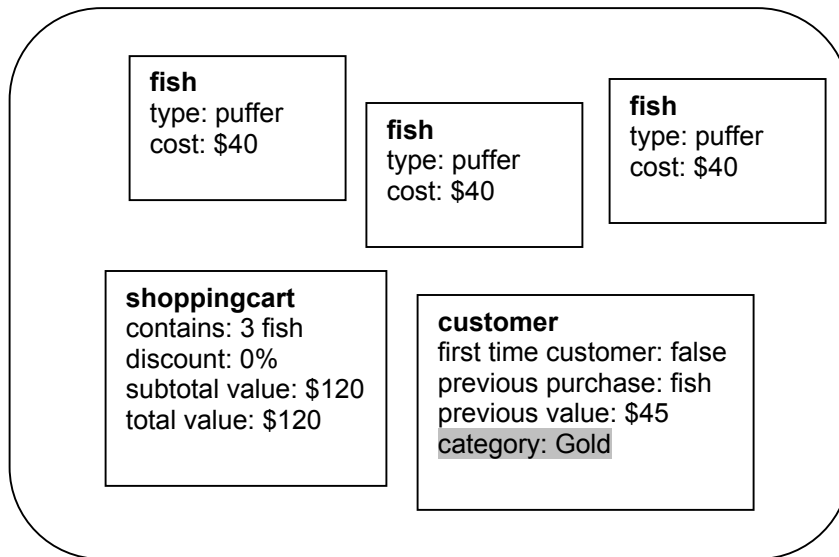 fish
type: puffer
cost: $40
fish
type: puffer
cost: $40
fish
type: puffer
cost: $40
shoppingcart
contains: 3 fish
discount: 0%
subtotal value: $120
total value: $120
customer
first time customer: false
previous purchase: fish
previous value: $45
category: Gold